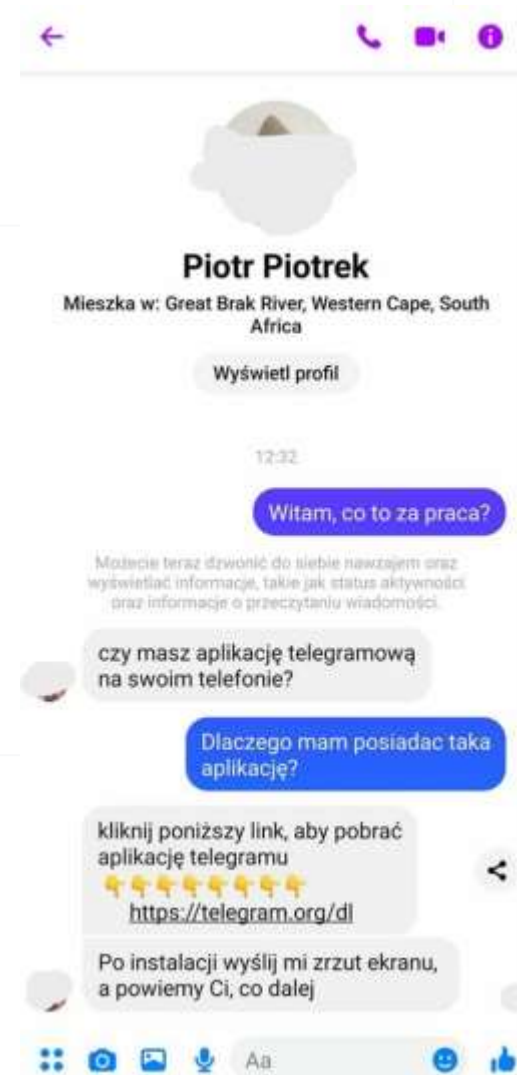 Piotr Piotrek
Mieszka w: Great Brak River, Western Cape, South
Africa
Wyświetl profil
12:32
Witam, co to za praca?
Możecie teraz dzwonić do siebie nawzajem oraz
wyświetlać informacje, takie jak status aktywności
oraz informacje o przeczytaniu wiadomości.
czy masz aplikację telegramową
na swoim telefonie?
Dlaczego mam posiadac taka
aplikację?
kliknij poniższy link, aby pobrać
aplikację telegramu
👇👇👇👇👇👇👇👇
https://telegram.org/dl
Po instalacji wyślij mi zrzut ekranu,
a powiemy Ci, co dalej
Aa